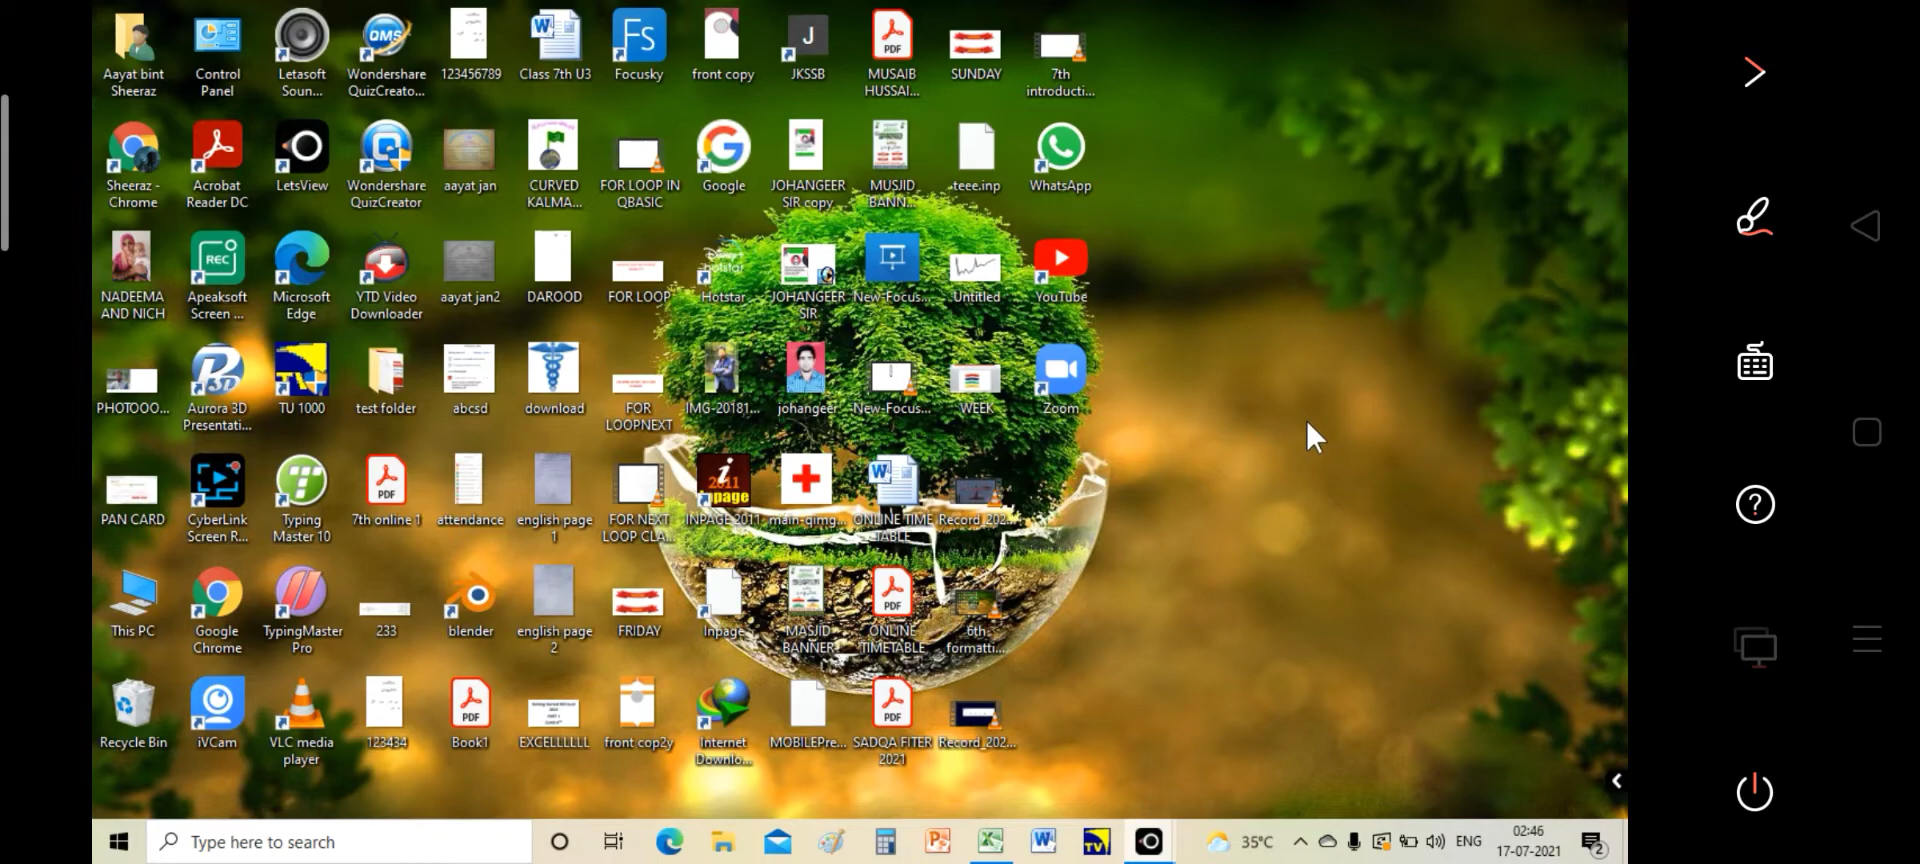 Aayat bint
Sheeraz
Control
Panel
Letasoft
Soun...
Wondershare
QuizCreato...
123456789
Class 7th U3
Focusky
front copy
JKSSB
MUSAIB
HUSSAI...
SUNDAY
7th
introducti...
Sheeraz -
Chrome
Acrobat
Reader DC
LetsView
Wondershare
QuizCreator
aayat jan
CURVED
KALMA...
FOR LOOP IN
QBASIC
Google
JOHANGEER
SIR copy
MUSJID
BANN...
teee.inp
WhatsApp
NADEEMA
AND NICH
Apeaksoft
Screen ...
Microsoft
Edge
YTD Video
Downloader
aayat jan2
DAROOD
FOR LOOP
Hotstar
JOHANGEER
SIR
New-Focus...
Untitled
YouTube
PHOTOOO...
Aurora 3D
Presentati...
TU 1000
test folder
abcsd
download
FOR
LOOPNEXT
IMG-20181...
johangeer
New-Focus...
WEEK
Zoom
PAN CARD
CyberLink
Screen R...
Typing
Master 10
7th online 1
attendance
english page
1
FOR NEXT
LOOP CLA...
INPAGE 2011
main-qimg...
ONLINE TIME
TABLE
Record_202...
This PC
Google
Chrome
TypingMaster
Pro
233
blender
english page
2
FRIDAY
Inpage
MASJID
BANNER
ONLINE
TIMETABLE
6th
formatti...
Recycle Bin
iVCam
VLC media
player
123434
Book1
EXCELLLLLL
front cop2y
Internet
Downlo...
MOBILEPre...
SADQA FITER
2021
Record_202...
Type here to search
35°C
ENG
02:46
17-07-2021
2